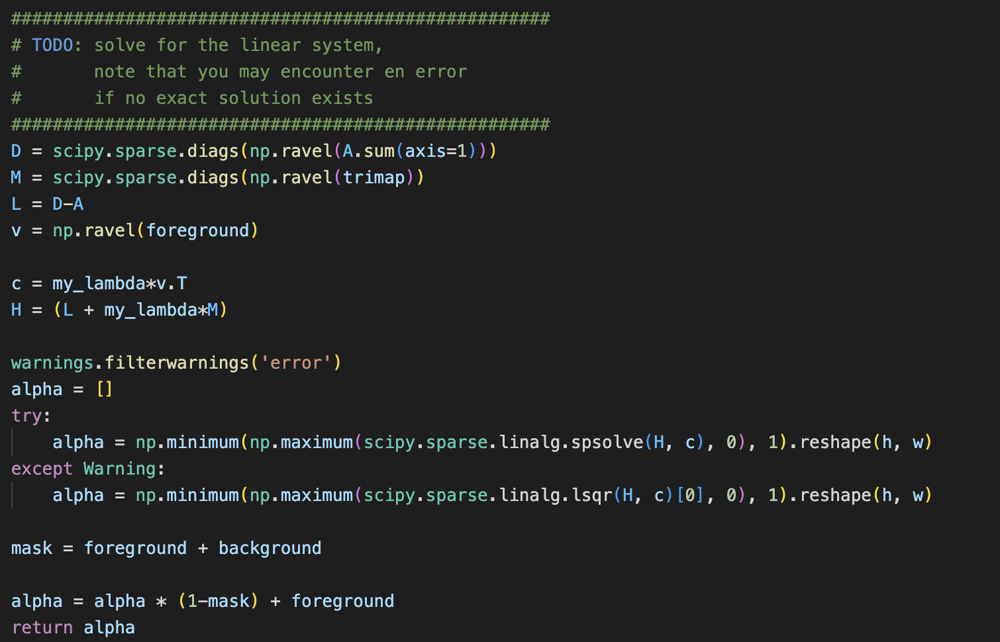 ####################################################
# TODO: solve for the linear system,
#       note that you may encounter en error
#       if no exact solution exists
####################################################
D = scipy.sparse.diags(np.ravel(A.sum(axis=1)))
M = scipy.sparse.diags(np.ravel(trimap))
L = D-A
v = np.ravel(foreground)

c = my_lambda*v.T
H = (L + my_lambda*M)

warnings.filterwarnings('error')
alpha = []
try:
    alpha = np.minimum(np.maximum(scipy.sparse.linalg.spsolve(H, c), 0), 1).reshape(h, w)
except Warning:
    alpha = np.minimum(np.maximum(scipy.sparse.linalg.lsqr(H, c)[0], 0), 1).reshape(h, w)

mask = foreground + background

alpha = alpha * (1-mask) + foreground
return alpha